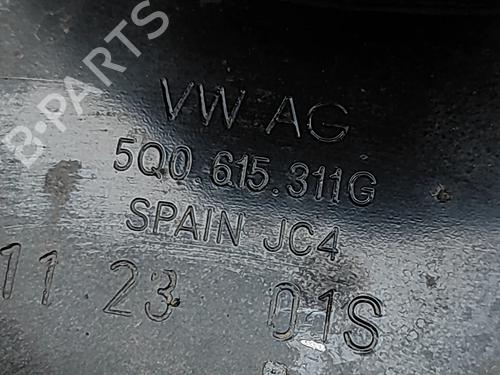 B-PARTS
VW AG
5Q0.615.311G
SPAIN JC4
11 23 01S